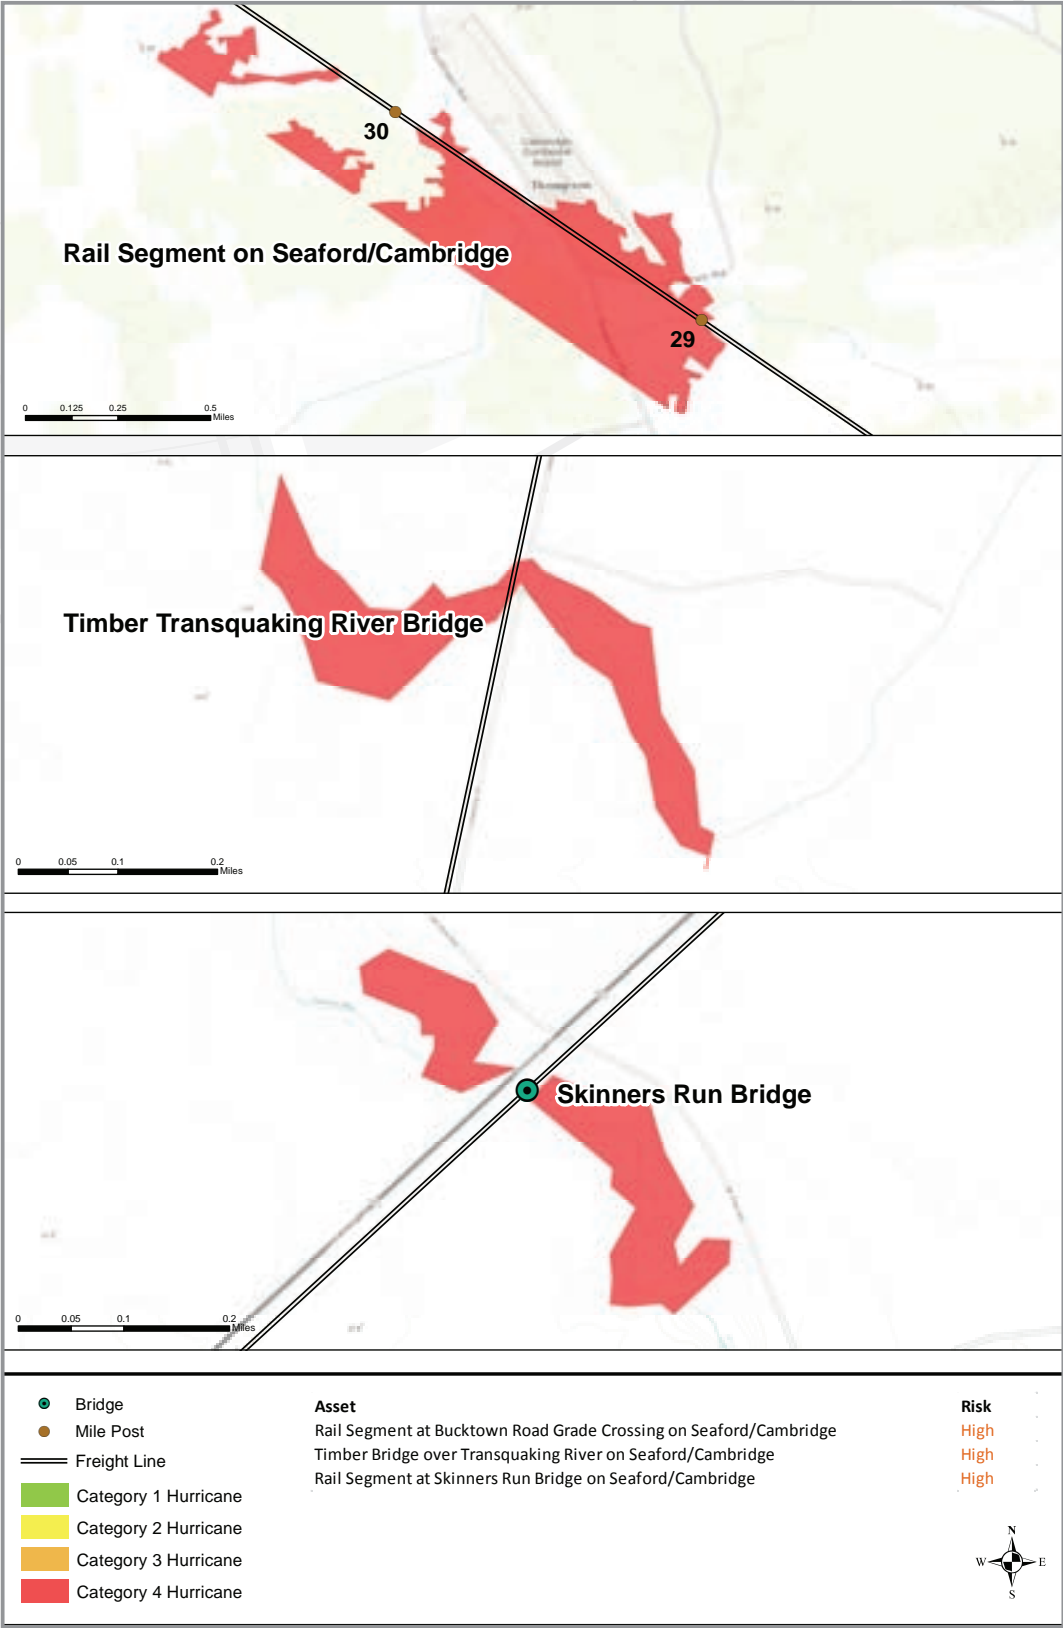 30
Rail Segment on Seaford/Cambridge
29
0 0.125 0.25 0.5
Miles
Timber Transquaking River Bridge
0 0.05 0.1 0.2
Miles
Skinners Run Bridge
0 0.05 0.1 0.2
Miles
Bridge
Mile Post
Freight Line
Category 1 Hurricane
Category 2 Hurricane
Category 3 Hurricane
Category 4 Hurricane
Asset Risk
Rail Segment at Bucktown Road Grade Crossing on Seaford/Cambridge High
Timber Bridge over Transquaking River on Seaford/Cambridge High
Rail Segment at Skinners Run Bridge on Seaford/Cambridge High
N
W E
S